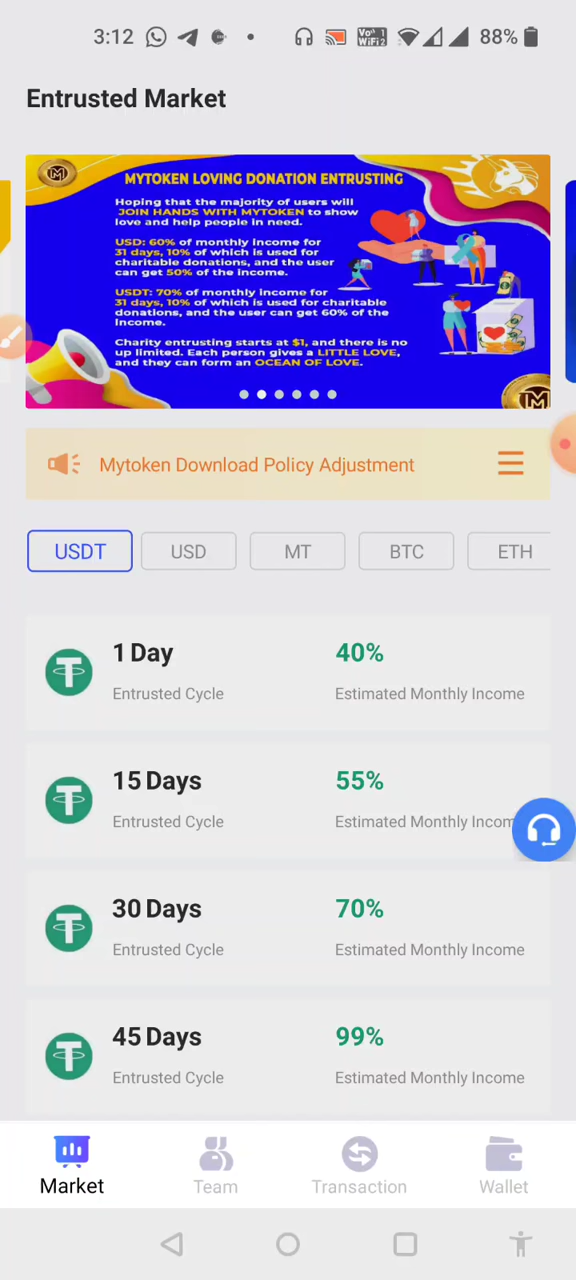 3:12
Vo 1
WiFi2
88%
Entrusted Market
MYTOKEN LOVING DONATION ENTRUSTING
Hoping that the majority of users will
JOIN HANDS WITH MYTOKEN to show
love and help people in need.
USD: 60% of monthly income for
31 days, 10% of which is used for
charitable donations, and the user
can get 50% of the income.
USDT: 70% of monthly income for
31 days, 10% of which is used for charitable
donations, and the user can get 60% of the
income.
Charity entrusting starts at $1, and there is no
up limited. Each person gives a LITTLE LOVE,
and they can form an OCEAN OF LOVE.
Mytoken Download Policy Adjustment
USDT USD MT BTC ETH
1 Day 40%
Entrusted Cycle Estimated Monthly Income
15 Days 55%
Entrusted Cycle Estimated Monthly Incom
30 Days 70%
Entrusted Cycle Estimated Monthly Income
45 Days 99%
Entrusted Cycle Estimated Monthly Income
Market Team Transaction Wallet